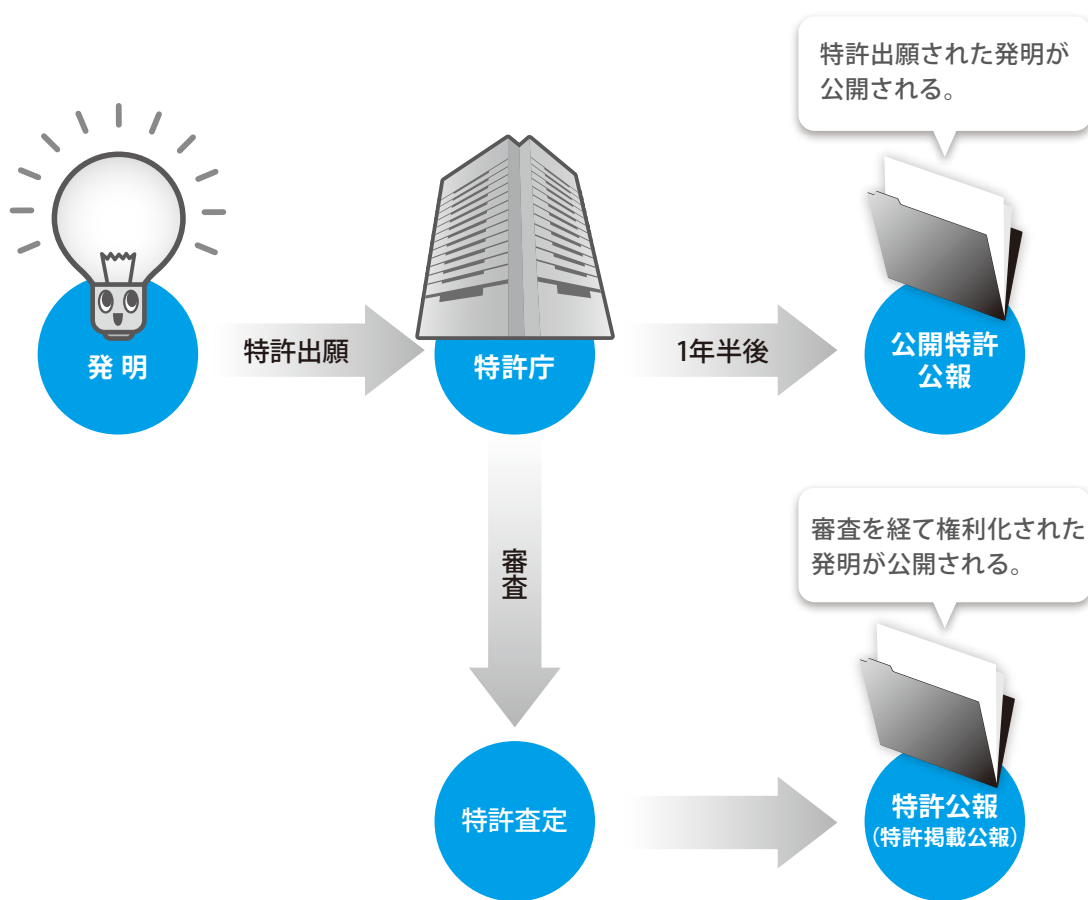 特許出願された発明が
公開される。
発明
特許出願
特許庁
1年半後
公開特許
公報
審査
審査を経て権利化された
発明が公開される。
特許査定
特許公報
(特許掲載公報)